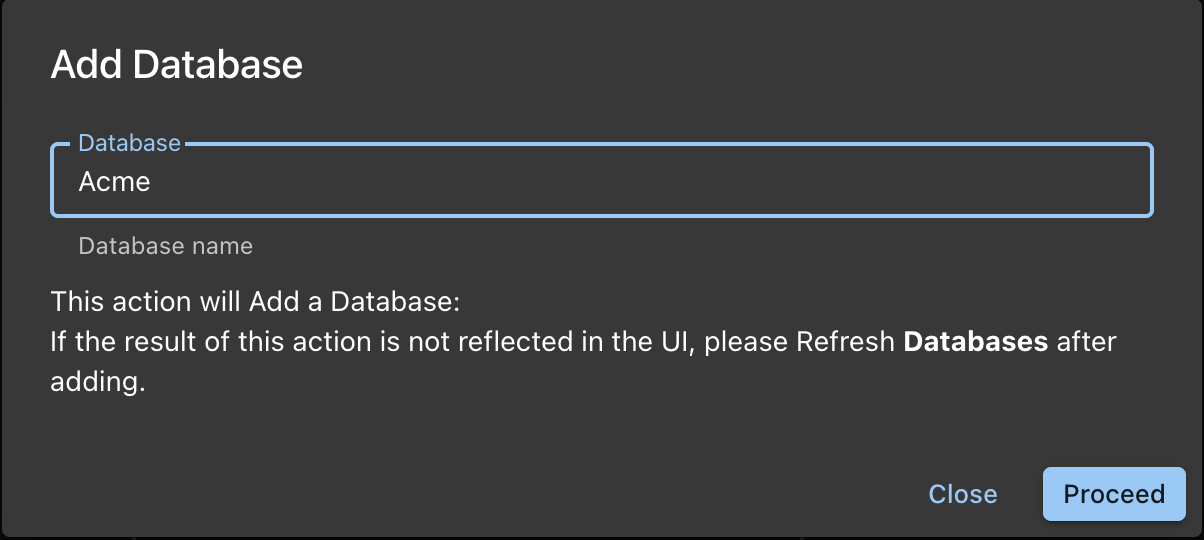 Add Database
Database
Acme
Database name
This action will Add a Database:
If the result of this action is not reflected in the UI, please Refresh Databases after
adding.
Close
Proceed